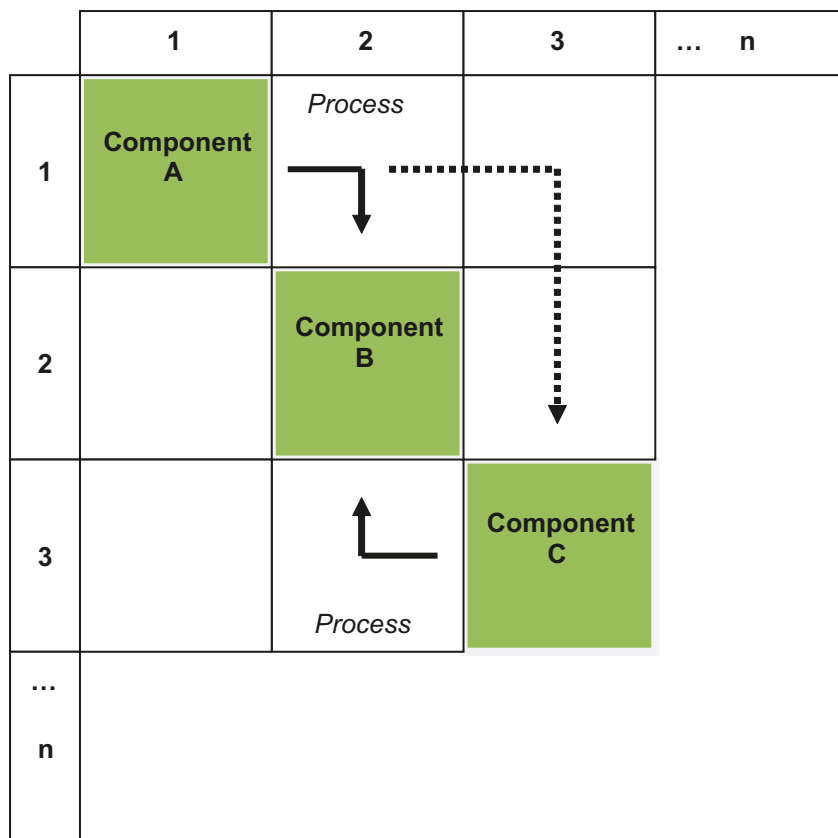 1
2
3
... n
1
Component
A
Process
2
Component
B
3
Component
C
Process
...
n